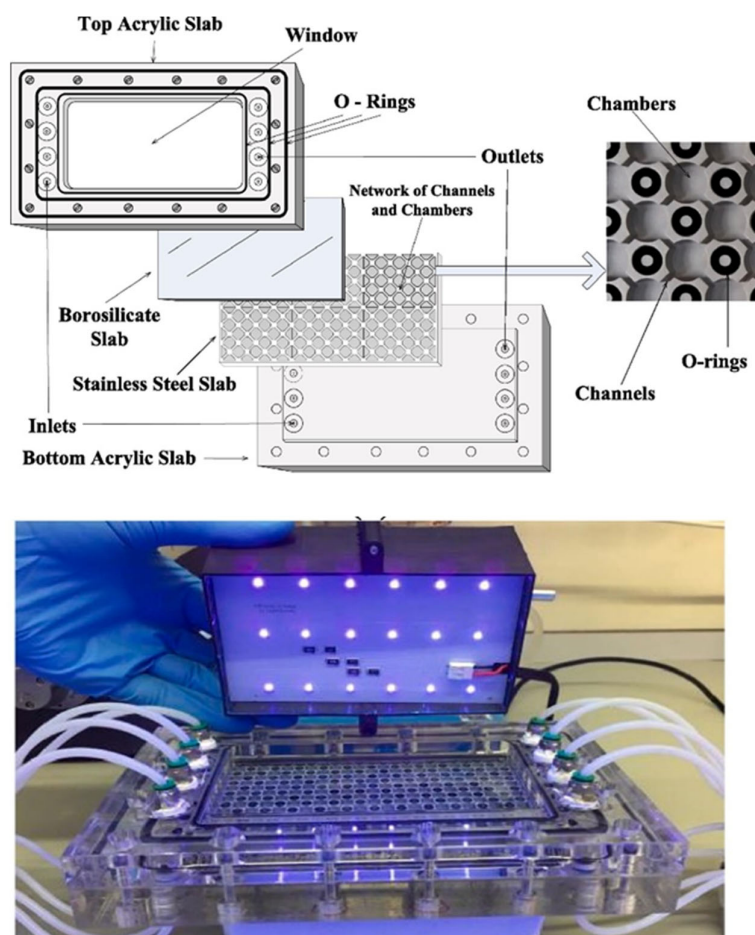 Top Acrylic Slab
Window
O - Rings
Chambers
Outlets
Network of Channels
and Chambers
Borosilicate
Slab
Stainless Steel Slab
O-rings
Channels
Inlets
Bottom Acrylic Slab